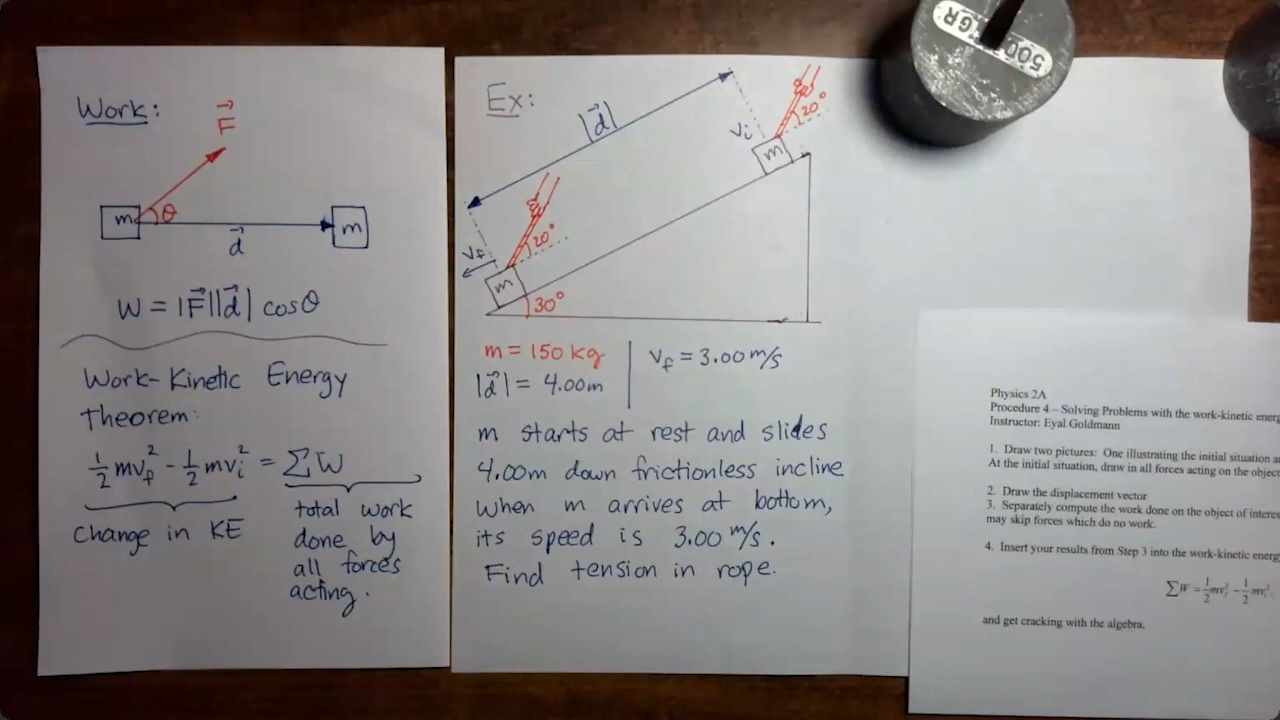 Work:
F
m
θ
d
m
W = |F||d| cosθ
Work-Kinetic Energy
Theorem:
½mv_f² - ½mv_i² = ΣW
Change in KE
total work
done by
all forces
acting.
Ex:
|d|
v_i
20°
m
v_f
20°
m
30°
m = 150 kg
|d| = 4.00m
v_f = 3.00 m/s
m starts at rest and slides
4.00m down frictionless incline
When m arrives at bottom,
its speed is 3.00 m/s.
Find tension in rope.
500 GR
Physics 2A
Procedure 4 – Solving Problems with the work-kinetic
Instructor: Eyal Goldmann
1. Draw two pictures: One illustrating the initial situation
At the initial situation, draw in all forces acting on the
2. Draw the displacement vector
3. Separately compute the work done on the object of
may skip forces which do no work.
4. Insert your results from Step 3 into the work-kinetic
ΣW = ½mv_f² - ½mv_i²
and get cracking with the algebra.